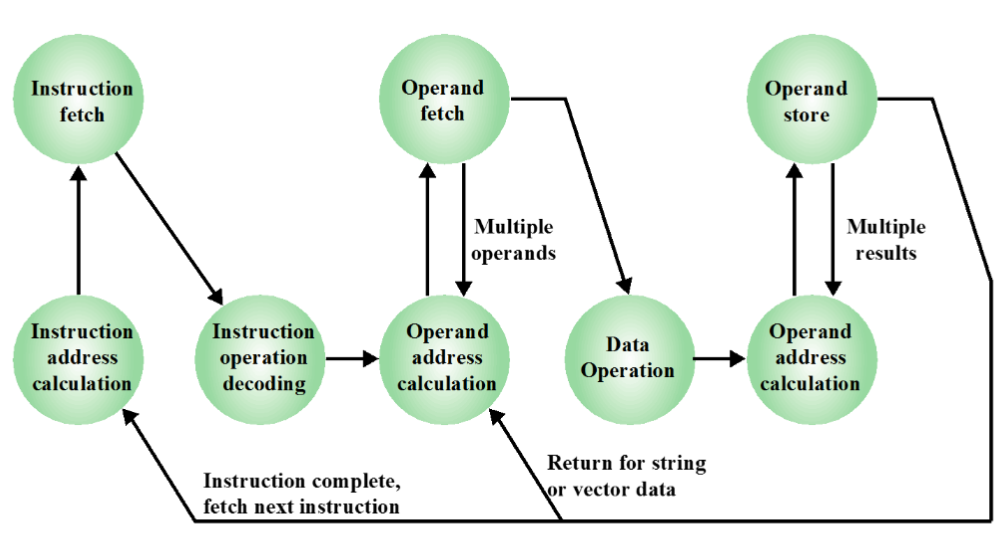 Instruction
fetch
Operand
fetch
Operand
store
Multiple
operands
Multiple
results
Instruction
address
calculation
Instruction
operation
decoding
Operand
address
calculation
Data
Operation
Operand
address
calculation
Instruction complete,
fetch next instruction
Return for string
or vector data